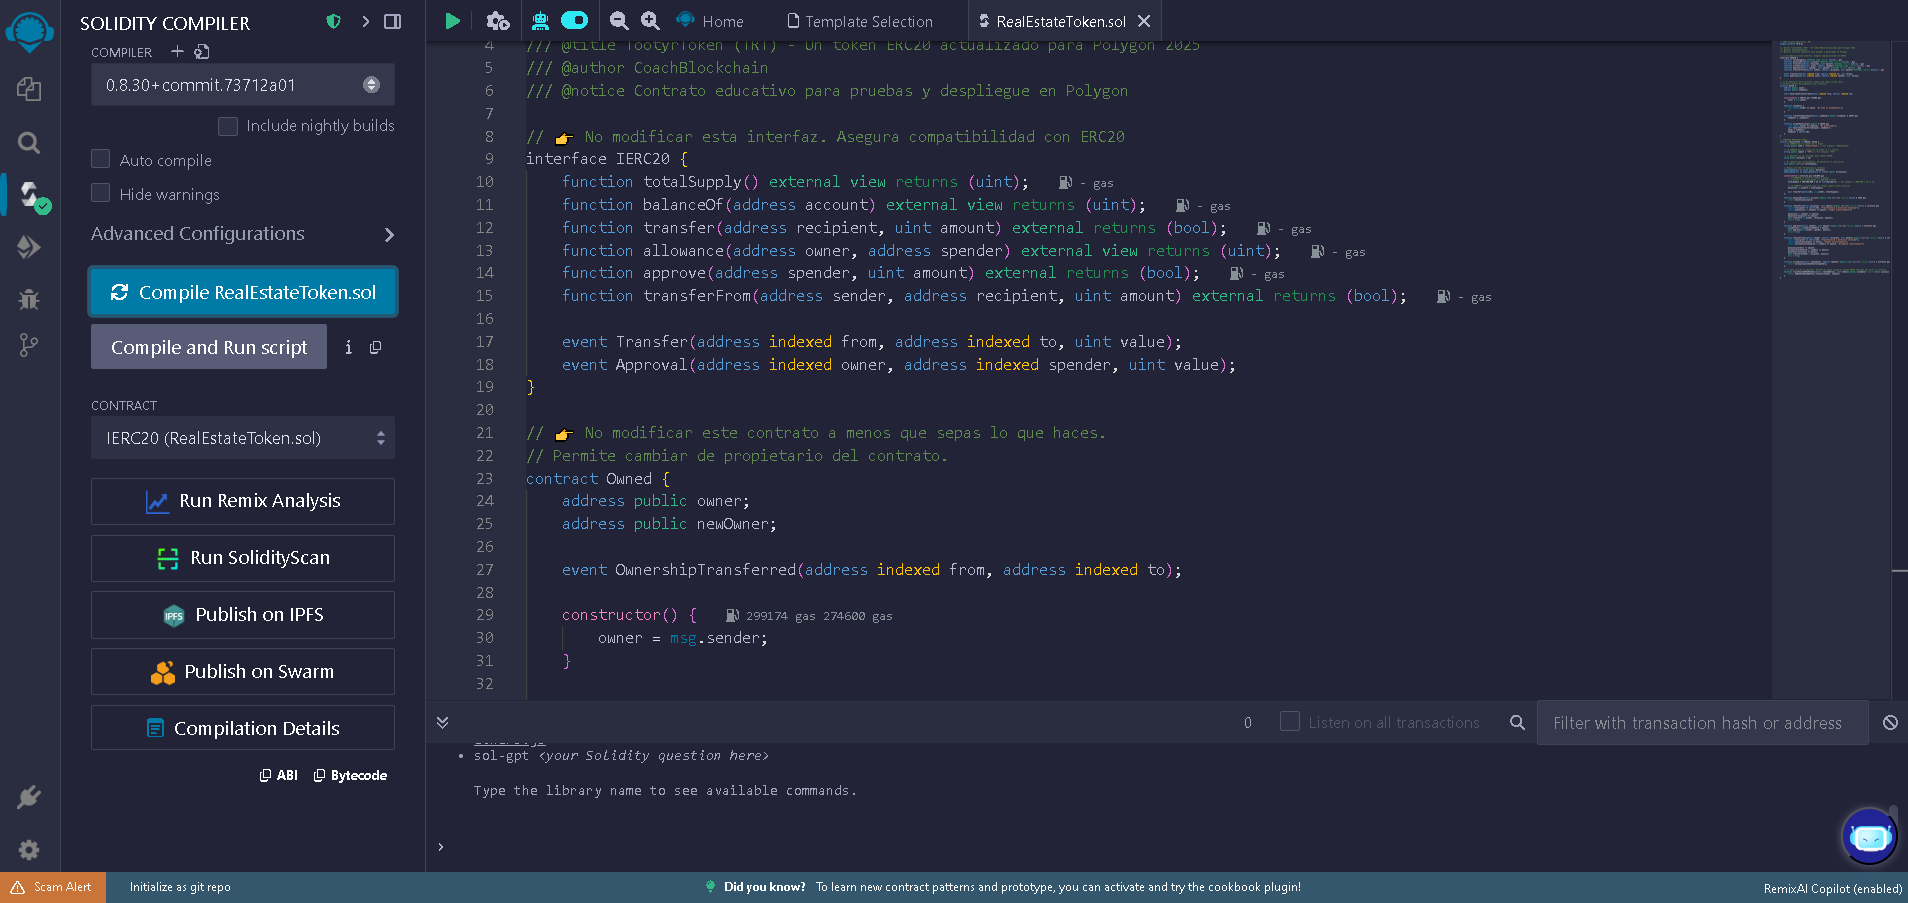 SOLIDITY COMPILER
COMPILER
0.8.30+commit.73712a01
Include nightly builds
Auto compile
Hide warnings
Advanced Configurations
Compile RealEstateToken.sol
Compile and Run script
CONTRACT
IERC20 (RealEstateToken.sol)
Run Remix Analysis
Run SolidityScan
IPFS Publish on IPFS
Publish on Swarm
Compilation Details
ABI Bytecode
Home Template Selection RealEstateToken.sol
4 /// @title TootyrToken (TRT) - Un token ERC20 actualizado para Polygon 2025
5 /// @author CoachBlockchain
6 /// @notice Contrato educativo para pruebas y despliegue en Polygon
7
8 // 👉 No modificar esta interfaz. Asegura compatibilidad con ERC20
9 interface IERC20 {
10 function totalSupply() external view returns (uint); - gas
11 function balanceOf(address account) external view returns (uint); - gas
12 function transfer(address recipient, uint amount) external returns (bool); - gas
13 function allowance(address owner, address spender) external view returns (uint); - gas
14 function approve(address spender, uint amount) external returns (bool); - gas
15 function transferFrom(address sender, address recipient, uint amount) external returns (bool); - gas
16
17 event Transfer(address indexed from, address indexed to, uint value);
18 event Approval(address indexed owner, address indexed spender, uint value);
19 }
20
21 // 👉 No modificar este contrato a menos que sepas lo que haces.
22 // Permite cambiar de propietario del contrato.
23 contract Owned {
24 address public owner;
25 address public newOwner;
26
27 event OwnershipTransferred(address indexed from, address indexed to);
28
29 constructor() { 299174 gas 274600 gas
30 owner = msg.sender;
31 }
32
0 Listen on all transactions Filter with transaction hash or address
• sol-gpt <your Solidity question here>
Type the library name to see available commands.
>
Scam Alert Initialize as git repo Did you know? To learn new contract patterns and prototype, you can activate and try the cookbook plugin! RemixAI Copilot (enabled)